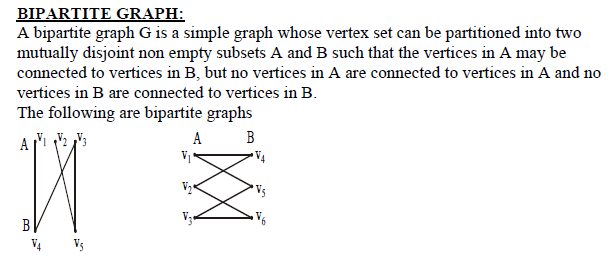 BIPARTITE GRAPH:
A bipartite graph G is a simple graph whose vertex set can be partitioned into two
mutually disjoint non empty subsets A and B such that the vertices in A may be
connected to vertices in B, but no vertices in A are connected to vertices in A and no
vertices in B are connected to vertices in B.
The following are bipartite graphs
A V1 V2 V3
B
V4 V5
A B
V1 V4
V2 V5
V3 V6